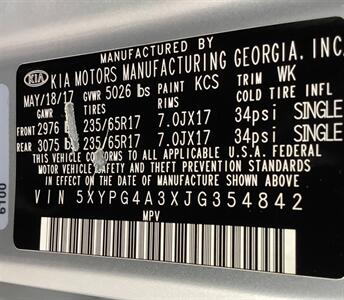 MANUFACTURED BY
KIA KIA MOTORS MANUFACTURING GEORGIA, INC.
MAY/18/17 GVWR 5026 lbs PAINT KCS TRIM WK
GAWR TIRES RIMS COLD TIRE INFL
FRONT 2976 lbs 235/65R17 7.0JX17 34psi SINGLE
REAR 3075 lbs 235/65R17 7.0JX17 34psi SINGLE
THIS VEHICLE CONFORMS TO ALL APPLICABLE U.S.A. FEDERAL
MOTOR VEHICLE SAFETY AND THEFT PREVENTION STANDARDS
IN EFFECT ON THE DATE OF MANUFACTURE SHOWN ABOVE.
VIN 5XYPG4A3XJG354842
MPV
6100